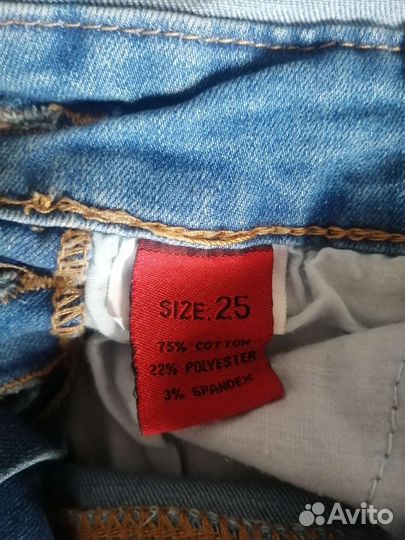 SIZE. 25
75% COTTON
22% POLYESTER
3% SPANDEX
Avito